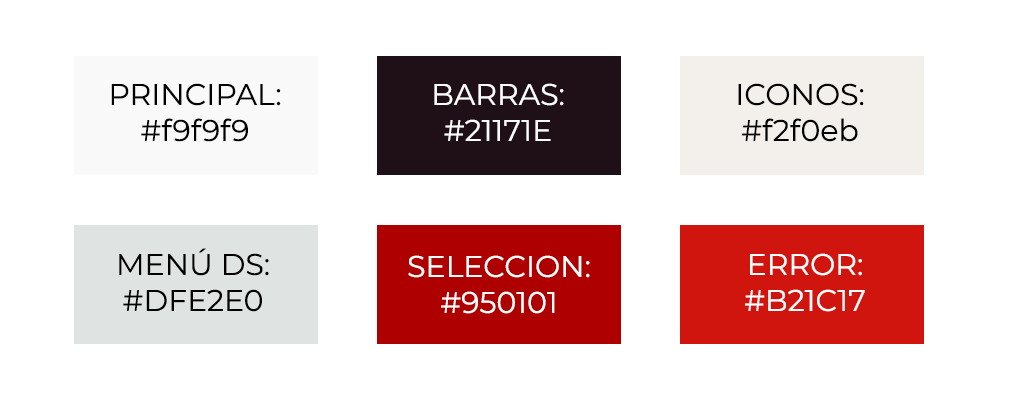 PRINCIPAL:
#f9f9f9
BARRAS:
#21171E
ICONOS:
#f2f0eb
MENÚ DS:
#DFE2E0
SELECCION:
#950101
ERROR:
#B21C17